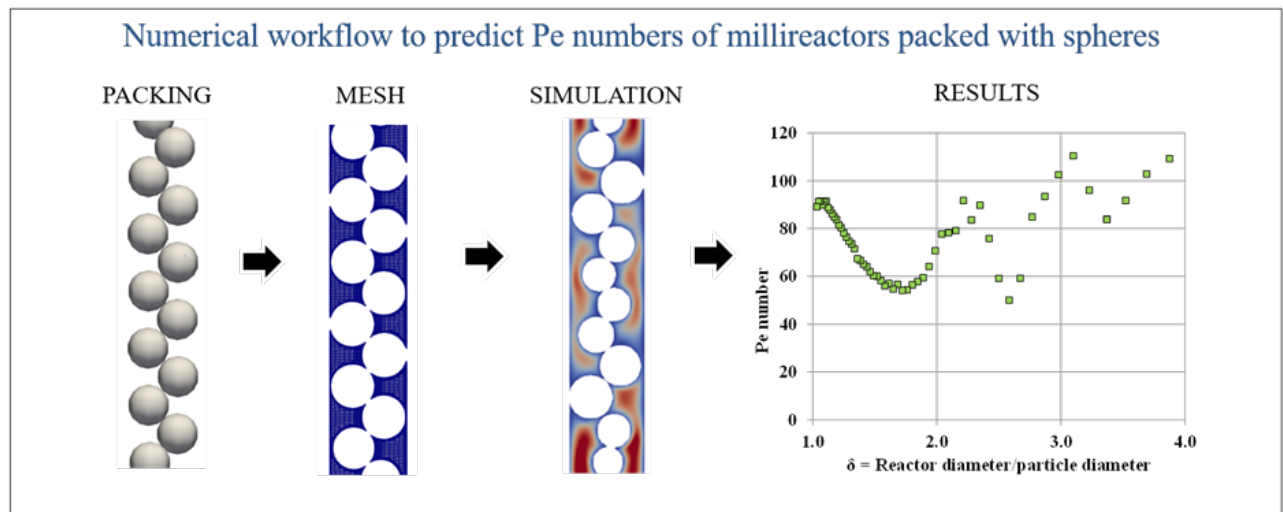 Numerical workflow to predict Pe numbers of millireactors packed with spheres
PACKING
MESH
SIMULATION
RESULTS
Pe number
120
100
80
60
40
20
0
1.0 2.0 3.0 4.0
δ = Reactor diameter/particle diameter